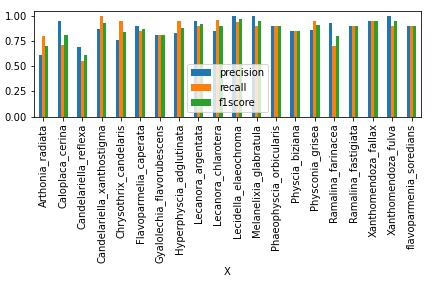 1.00
0.75
0.50
0.25
0.00
precision
recall
f1score
Arthonia_radiata
Caloplaca_cerina
Candelariella_reflexa
Candelariella_xanthostigma
Chrysothrix_candelaris
Flavoparmelia_caperata
Gyalolechia_flavorubescens
Hyperphyscia_adglutinata
Lecanora_argentata
Lecanora_chlarotera
Lecidella_elaeochroma
Melanelixia_glabratula
Phaeophyscia_orbicularis
Physcia_biziana
Physconia_grisea
Ramalina_farinacea
Ramalina_fastigiata
Xanthomendoza_fallax
Xanthomendoza_fulva
flavoparmenia_soredians
X